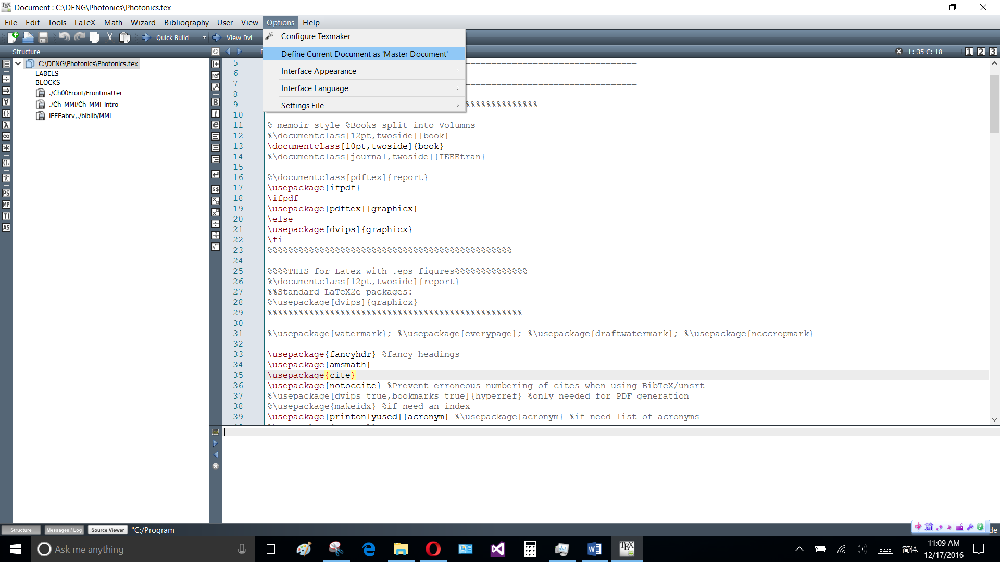 Document : C:\DENG\Photonics\Photonics.tex
File Edit Tools LaTeX Math Wizard Bibliography User View Options Help
Quick Build View Dvi
Configure Texmaker
Define Current Document as 'Master Document'
Interface Appearance
Interface Language
Settings File
Structure
L: 35 C: 18 1 2 3
C:\DENG\Photonics\Photonics.tex
LABELS
BLOCKS
./Ch00Front/Frontmatter
./Ch_MMI/Ch_MMI_Intro
IEEEabrv,./biblib/MMI
5
6
7
8
9
10
11 % memoir style %Books split into Volumns
12 %\documentclass[12pt,twoside]{book}
13 \documentclass[10pt,twoside]{book}
14 %\documentclass[journal,twoside]{IEEEtran}
15
16 %\documentclass[pdftex]{report}
17 \usepackage{ifpdf}
18 \ifpdf
19 \usepackage[pdftex]{graphicx}
20 \else
21 \usepackage[dvips]{graphicx}
22 \fi
23 %%%%%%%%%%%%%%%%%%%%%%%%%%%%%%%%%%%%%%%%%%%%%%%
24
25 %%%%THIS for Latex with .eps figures%%%%%%%%%%%%%%
26 %\documentclass[12pt,twoside]{report}
27 %%Standard LaTeX2e packages:
28 %\usepackage[dvips]{graphicx}
29 %%%%%%%%%%%%%%%%%%%%%%%%%%%%%%%%%%%%%%%%%%%%%%%%%
30
31 %\usepackage{watermark}; %\usepackage{everypage}; %\usepackage{draftwatermark}; %\usepackage{ncccropmark}
32
33 \usepackage{fancyhdr} %fancy headings
34 \usepackage{amsmath}
35 \usepackage{cite}
36 \usepackage{notoccite} %Prevent erroneous numbering of cites when using BibTeX/unsrt
37 %\usepackage[dvips=true,bookmarks=true]{hyperref} %only needed for PDF generation
38 %\usepackage{makeidx} %if need an index
39 \usepackage[printonlyused]{acronym} %\usepackage{acronym} %if need list of acronyms
Structure Messages / Log Source Viewer "C:/Program
中 简
Ask me anything
简体
11:09 AM
12/17/2016